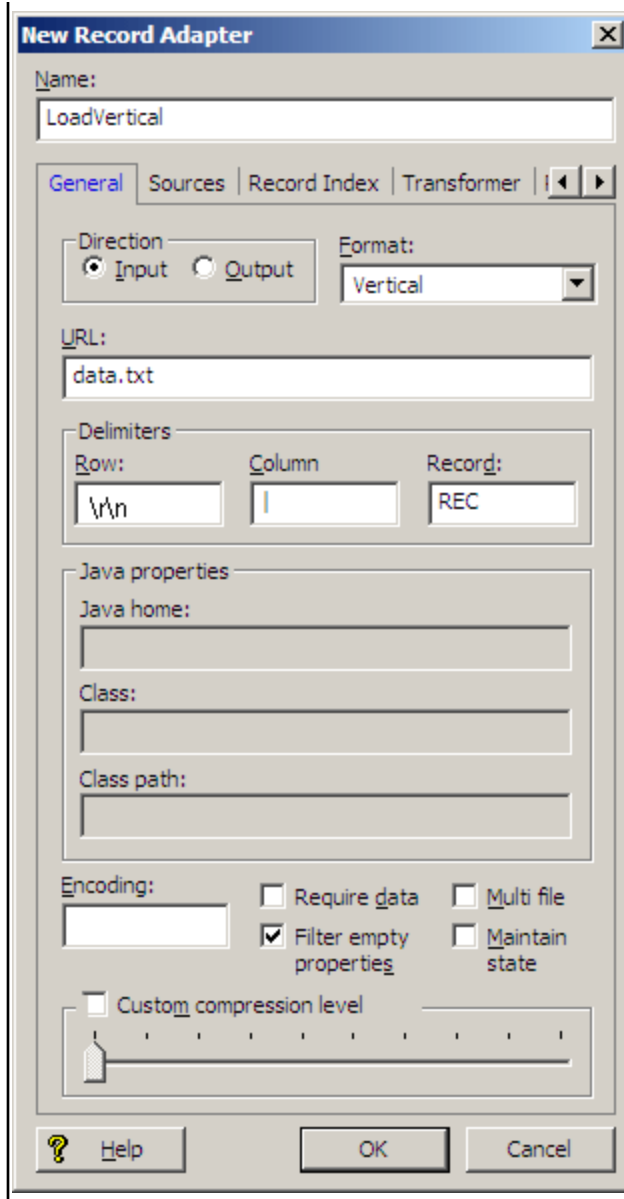 New Record Adapter
Name:
LoadVertical
General Sources Record Index Transformer
Direction
Input Output
Format:
Vertical
URL:
data.txt
Delimiters
Row: Column Record:
\r\n | REC
Java properties
Java home:
Class:
Class path:
Encoding:
Require data Multi file
Filter empty properties
Maintain state
Custom compression level
? Help OK Cancel